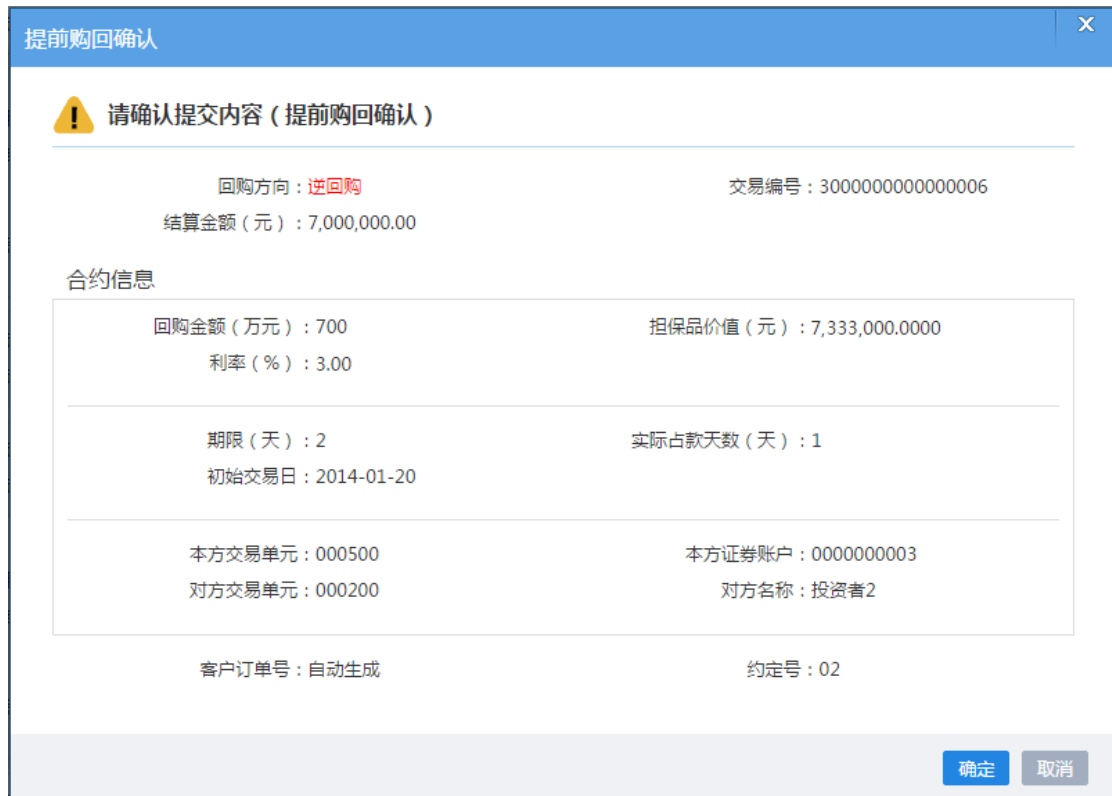 提前购回确认
X
请确认提交内容（提前购回确认）
回购方向：逆回购 交易编号：3000000000000006
结算金额（元）：7,000,000.00
合约信息
回购金额（万元）：700 担保品价值（元）：7,333,000.0000
利率（%）：3.00
期限（天）：2 实际占款天数（天）：1
初始交易日：2014-01-20
本方交易单元：000500 本方证券账户：0000000003
对方交易单元：000200 对方名称：投资者2
客户订单号：自动生成 约定号：02
确定 取消